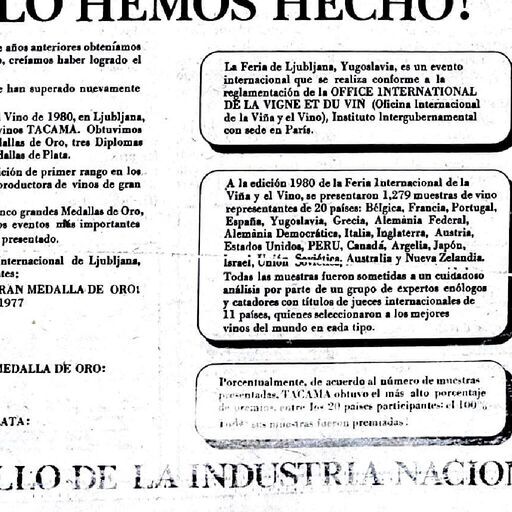 LO HEMOS HECHO!
e años anteriores obteníamos
o, creíamos haber logrado el
e han superado nuevamente
l Vino de 1980, en Ljubljana,
vinos TACAMA. Obtuvimos
dallas de Oro, tres Diplomas
dallas de Plata.
ición de primer rango en los
productora de vinos de gran
nco grandes Medallas de Oro,
os eventos más importantes
presentado.
nternacional de Ljubljana,
tes:
RAN MEDALLA DE ORO:
1977
MEDALLA DE ORO:
ATA:
La Feria de Ljubljana, Yugoslavia, es un evento
internacional que se realiza conforme a la
reglamentación de la OFFICE INTERNATIONAL
DE LA VIGNE ET DU VIN (Oficina Internacional
de la Viña y el Vino), Instituto Intergubernamental
con sede en París.
A la edición 1980 de la Feria Internacional de la
Viña y el Vino, se presentaron 1,279 muestras de vino
representantes de 20 países: Bélgica, Francia, Portugal,
España, Yugoslavia, Grecia, Alemania Federal,
Alemania Democrática, Italia, Inglaterra, Austria,
Estados Unidos, PERU, Canadá, Argelia, Japón,
Israel, Unión Soviética, Australia y Nueva Zelandia.
Todas las muestras fueron sometidas a un cuidadoso
análisis por parte de un grupo de expertos enólogos
y catadores con títulos de jueces internacionales de
11 países, quienes seleccionaron a los mejores
vinos del mundo en cada tipo.
Porcentualmente, de acuerdo al número de muestras
presentadas, TACAMA obtuvo el más alto porcentaje
de premios, entre los 20 países participantes: el 100%
Todas sus muestras fueron premiadas!
LLO DE LA INDUSTRIA NACION